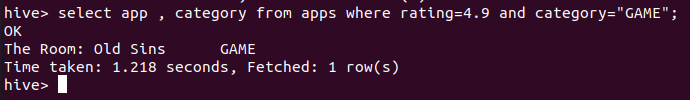 hive> select app , category from apps where rating=4.9 and category="GAME";
OK
The Room: Old Sins      GAME
Time taken: 1.218 seconds, Fetched: 1 row(s)
hive>